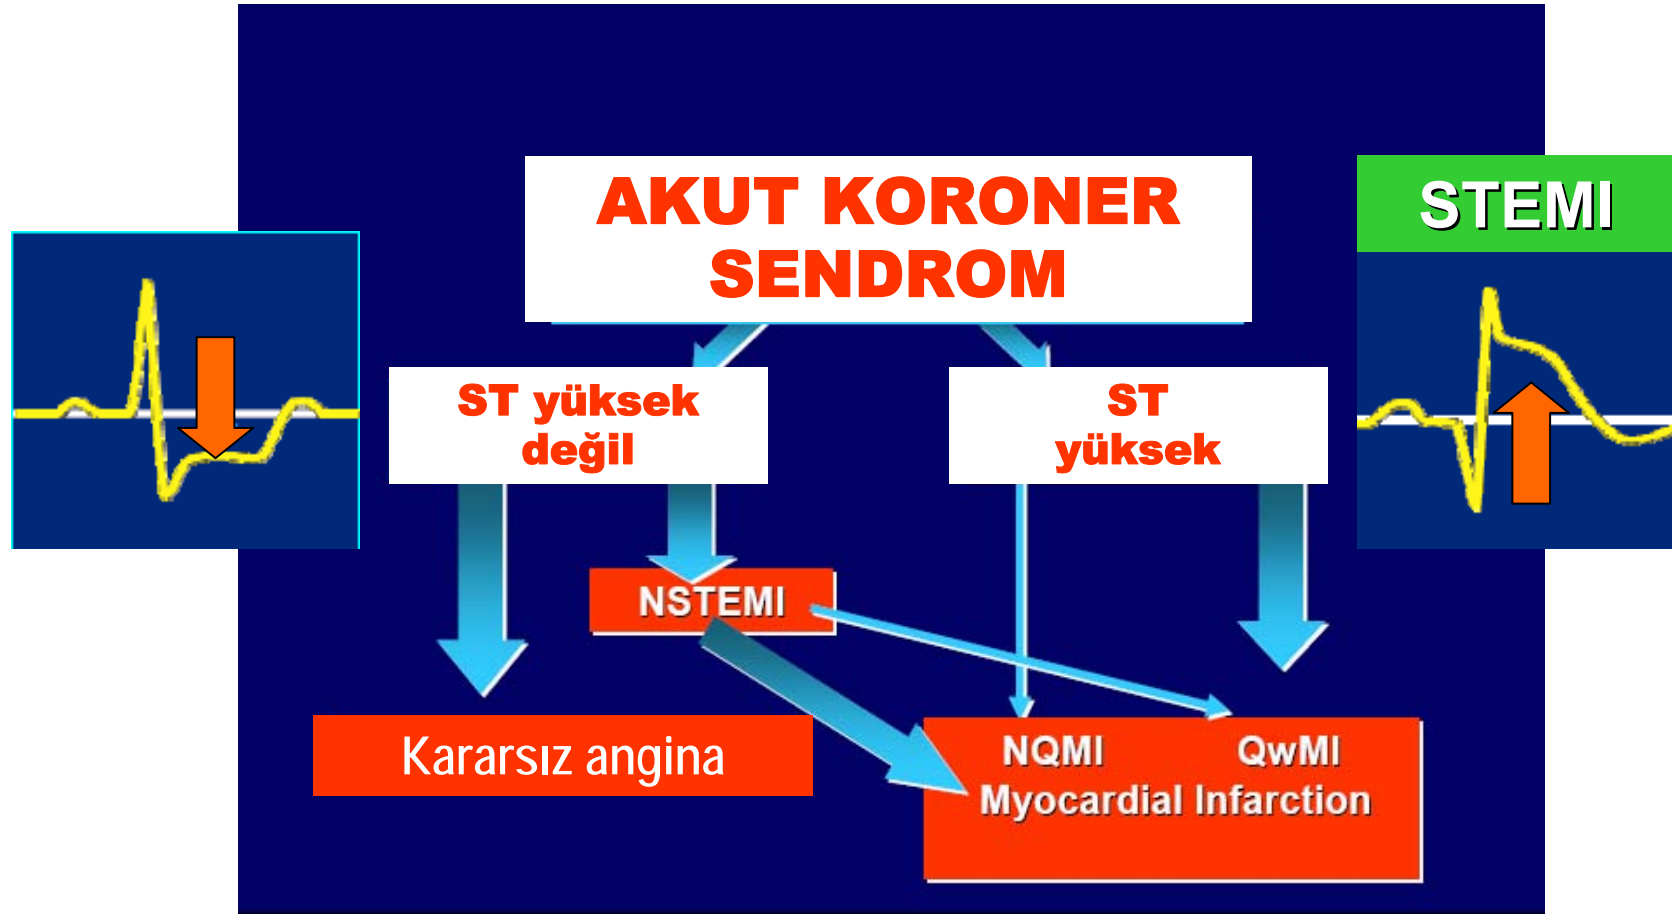 AKUT KORONER
SENDROM
STEMI
ST yüksek
değil
ST
yüksek
NSTEMI
Kararsız angina
NQMI
QwMI
Myocardial Infarction